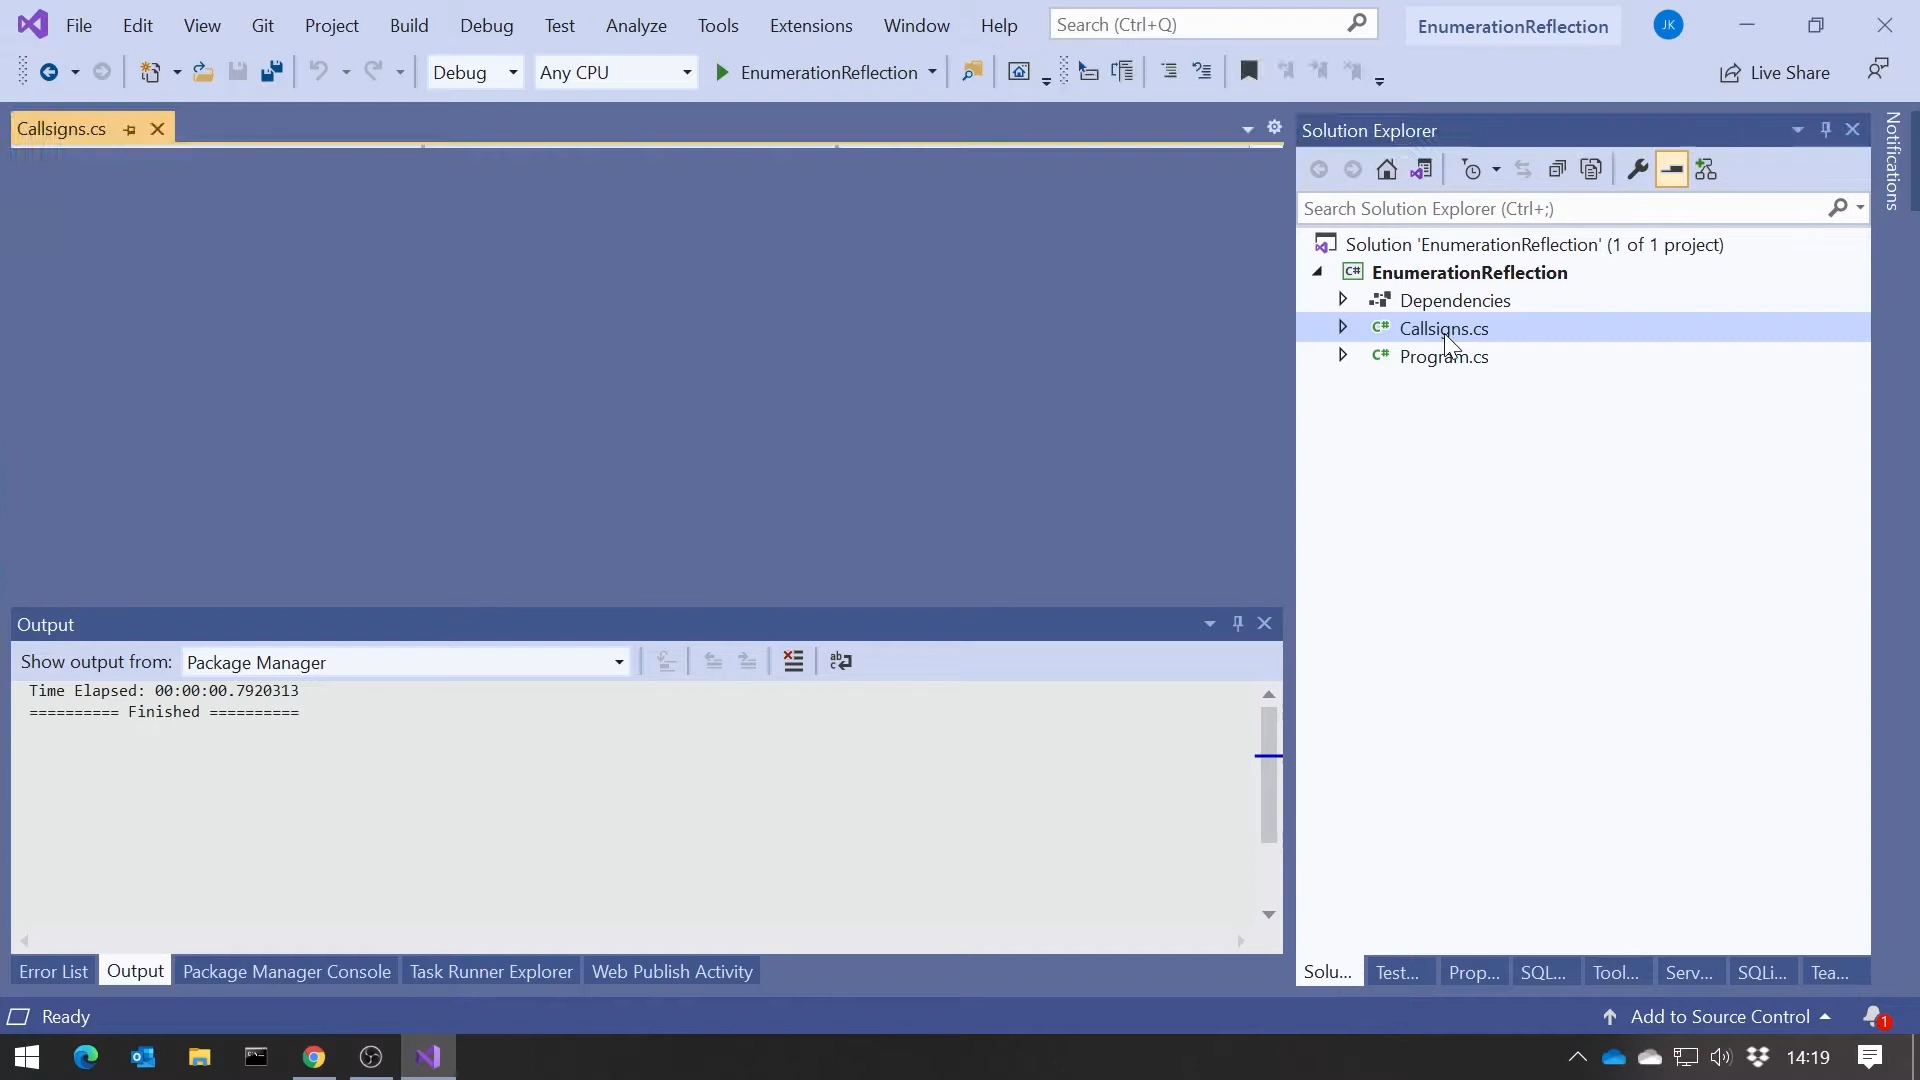 File Edit View Git Project Build Debug Test Analyze Tools Extensions Window Help Search (Ctrl+Q) EnumerationReflection JK
Debug Any CPU EnumerationReflection Live Share
Callsigns.cs
Solution Explorer
Notifications
Search Solution Explorer (Ctrl+;)
Solution 'EnumerationReflection' (1 of 1 project)
C# EnumerationReflection
Dependencies
C# Callsigns.cs
C# Program.cs
Output
Show output from: Package Manager
Time Elapsed: 00:00:00.7920313
========== Finished ==========
Error List Output Package Manager Console Task Runner Explorer Web Publish Activity
Solu... Test... Prop... SQL... Tool... Serv... SQLi... Tea...
Ready Add to Source Control 1
14:19